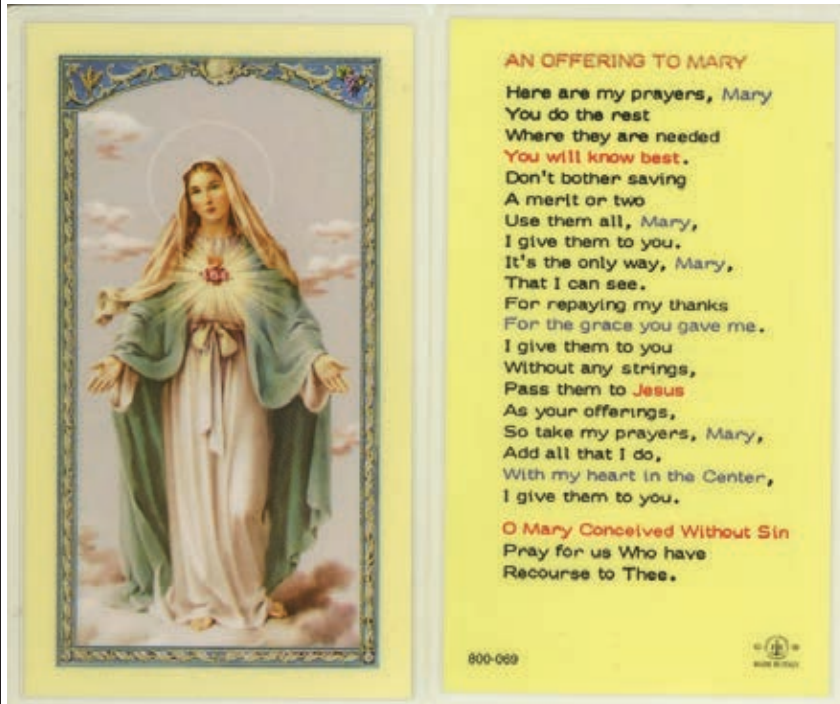 AN OFFERING TO MARY
Here are my prayers, Mary
You do the rest
Where they are needed
You will know best.
Don't bother saving
A merit or two
Use them all, Mary,
I give them to you.
It's the only way, Mary,
That I can see.
For repaying my thanks
For the grace you gave me.
I give them to you
Without any strings,
Pass them to Jesus
As your offerings,
So take my prayers, Mary,
Add all that I do,
With my heart in the Center,
I give them to you.
O Mary Conceived Without Sin
Pray for us Who have
Recourse to Thee.
800-069
MADE IN ITALY